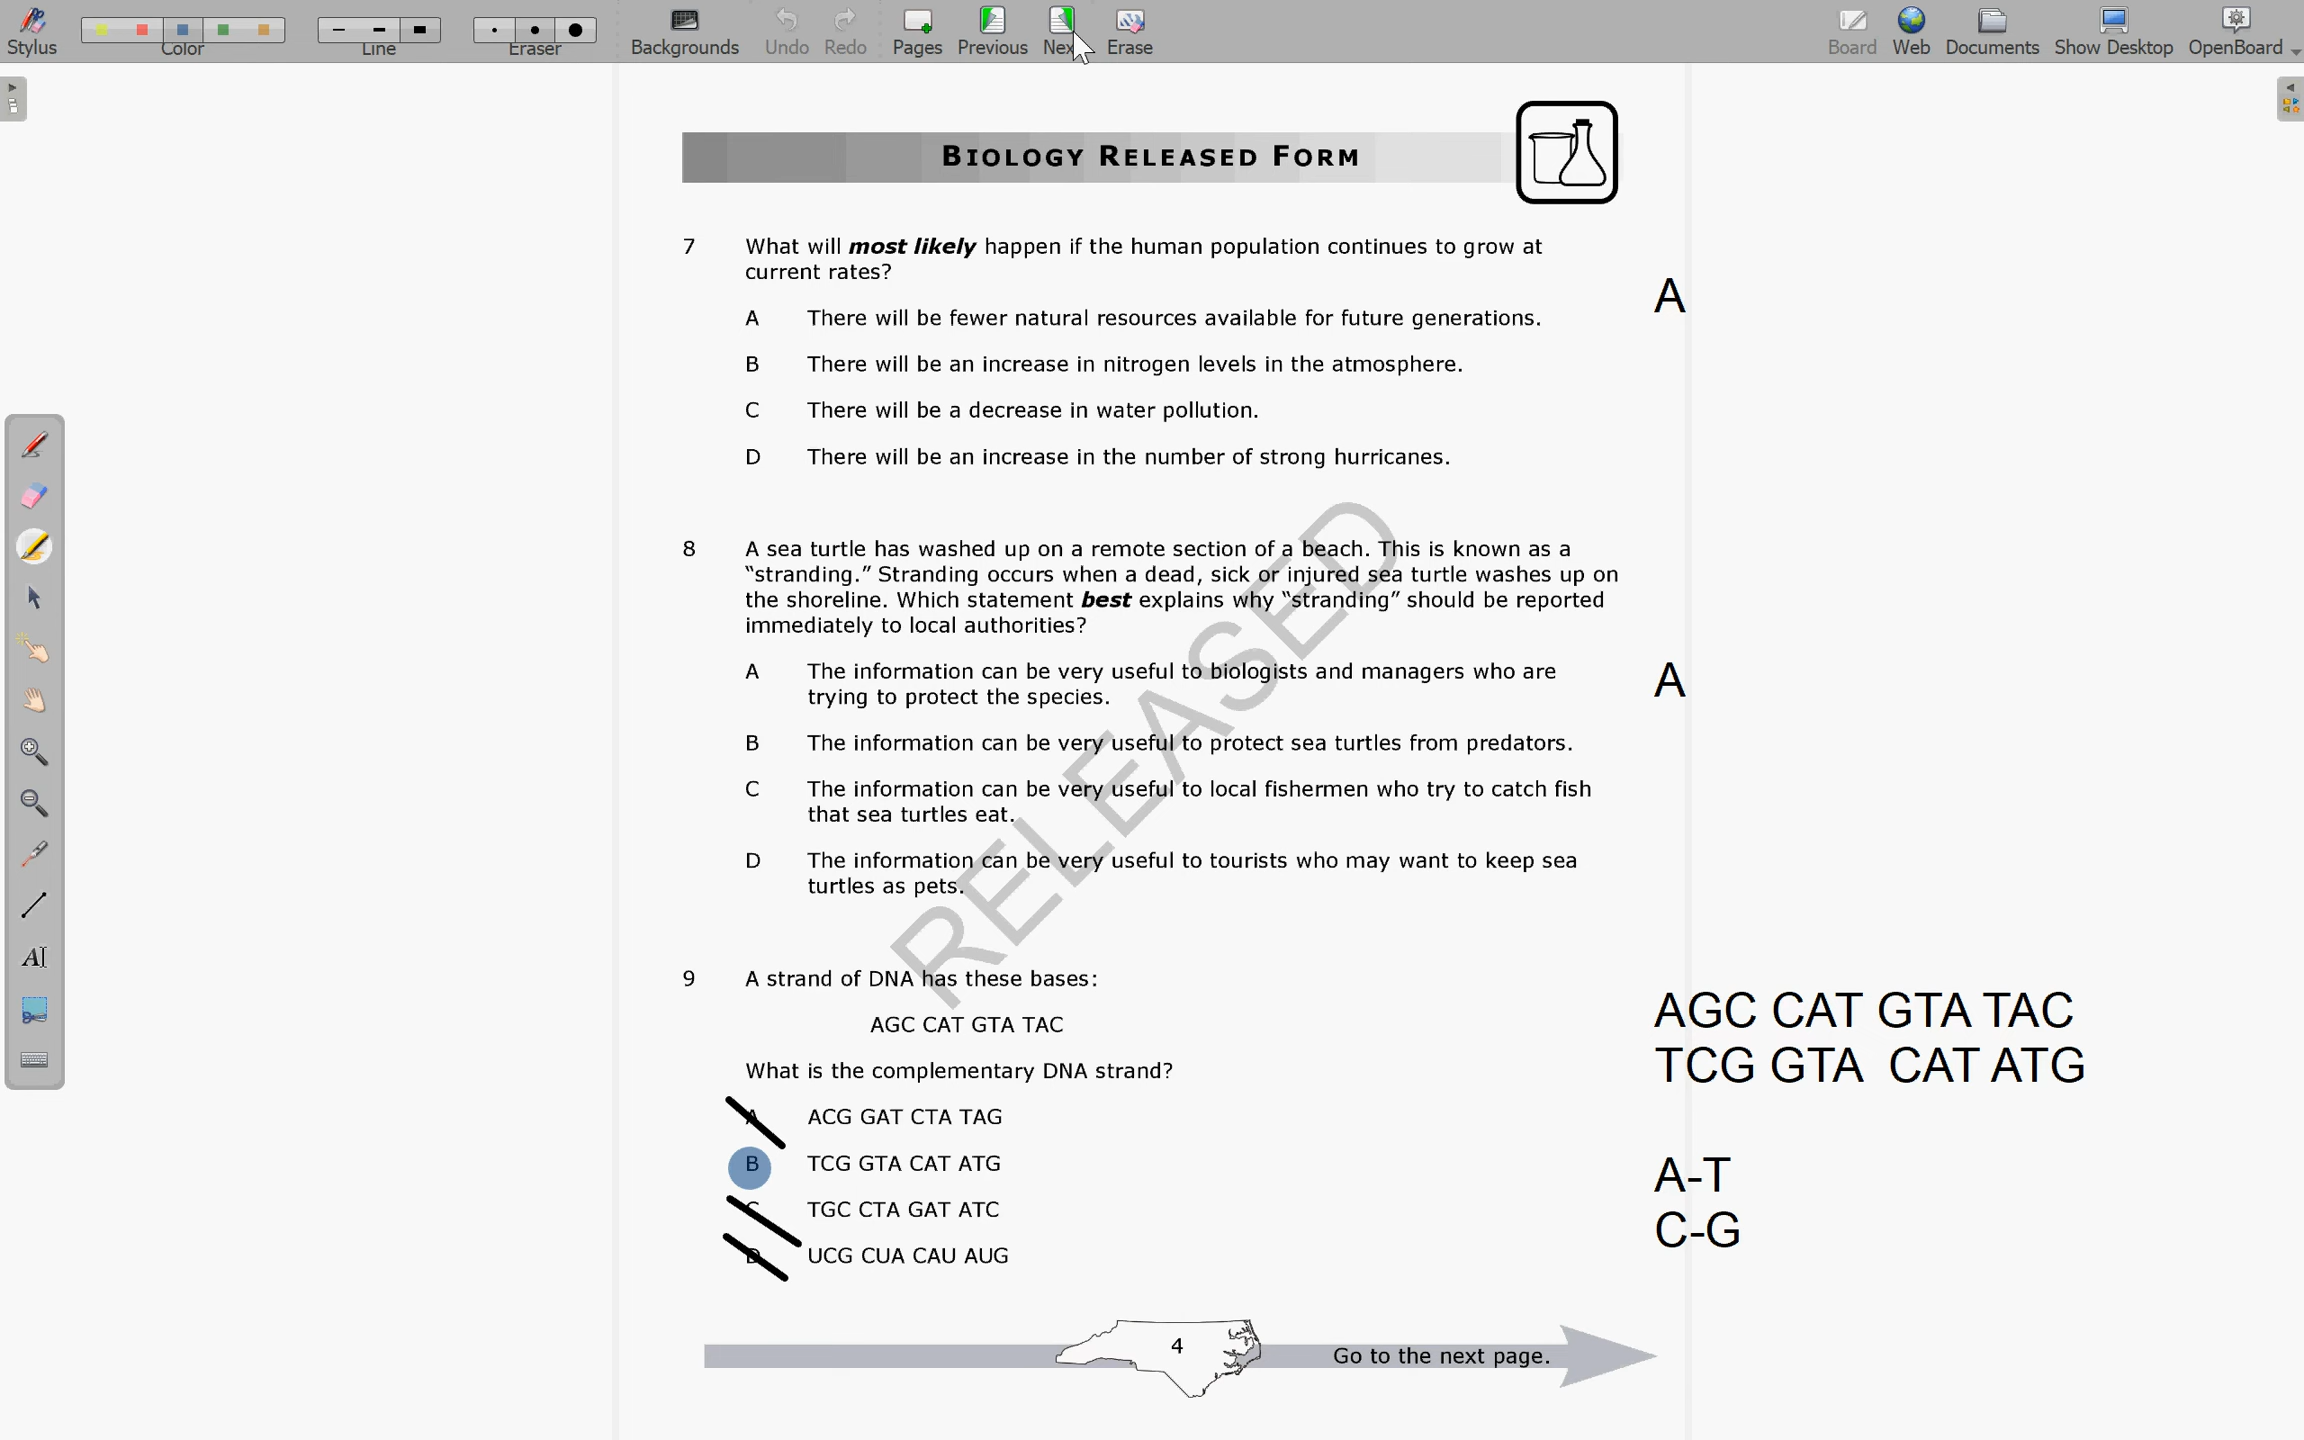 Stylus Color Line Eraser Backgrounds Undo Redo Pages Previous Next Erase Board Web Documents Show Desktop OpenBoard
BIOLOGY RELEASED FORM
7 What will most likely happen if the human population continues to grow at
current rates?
A
A There will be fewer natural resources available for future generations.
B There will be an increase in nitrogen levels in the atmosphere.
C There will be a decrease in water pollution.
D There will be an increase in the number of strong hurricanes.
RELEASED
8 A sea turtle has washed up on a remote section of a beach. This is known as a
“stranding.” Stranding occurs when a dead, sick or injured sea turtle washes up on
the shoreline. Which statement best explains why “stranding” should be reported
immediately to local authorities?
A The information can be very useful to biologists and managers who are
trying to protect the species.
A
B The information can be very useful to protect sea turtles from predators.
C The information can be very useful to local fishermen who try to catch fish
that sea turtles eat.
D The information can be very useful to tourists who may want to keep sea
turtles as pets.
9 A strand of DNA has these bases:
AGC CAT GTA TAC
What is the complementary DNA strand?
A ACG GAT CTA TAG
B TCG GTA CAT ATG
C TGC CTA GAT ATC
D UCG CUA CAU AUG
AGC CAT GTA TAC
TCG GTA CAT ATG
A-T
C-G
4
Go to the next page.
AI